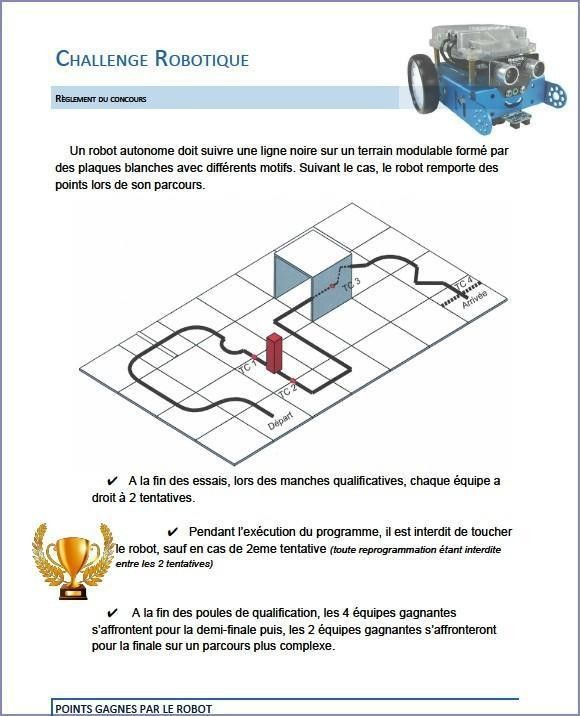 CHALLENGE ROBOTIQUE
RÈGLEMENT DU CONCOURS
Un robot autonome doit suivre une ligne noire sur un terrain modulable formé par
des plaques blanches avec différents motifs. Suivant le cas, le robot remporte des
points lors de son parcours.
TC 4
Arrivée
TC 3
TC 1
TC 2
Départ
✔ A la fin des essais, lors des manches qualificatives, chaque équipe a
droit à 2 tentatives.
✔ Pendant l'exécution du programme, il est interdit de toucher
le robot, sauf en cas de 2eme tentative (toute reprogrammation étant interdite
entre les 2 tentatives)
✔ A la fin des poules de qualification, les 4 équipes gagnantes
s'affrontent pour la demi-finale puis, les 2 équipes gagnantes s'affronteront
pour la finale sur un parcours plus complexe.
POINTS GAGNES PAR LE ROBOT